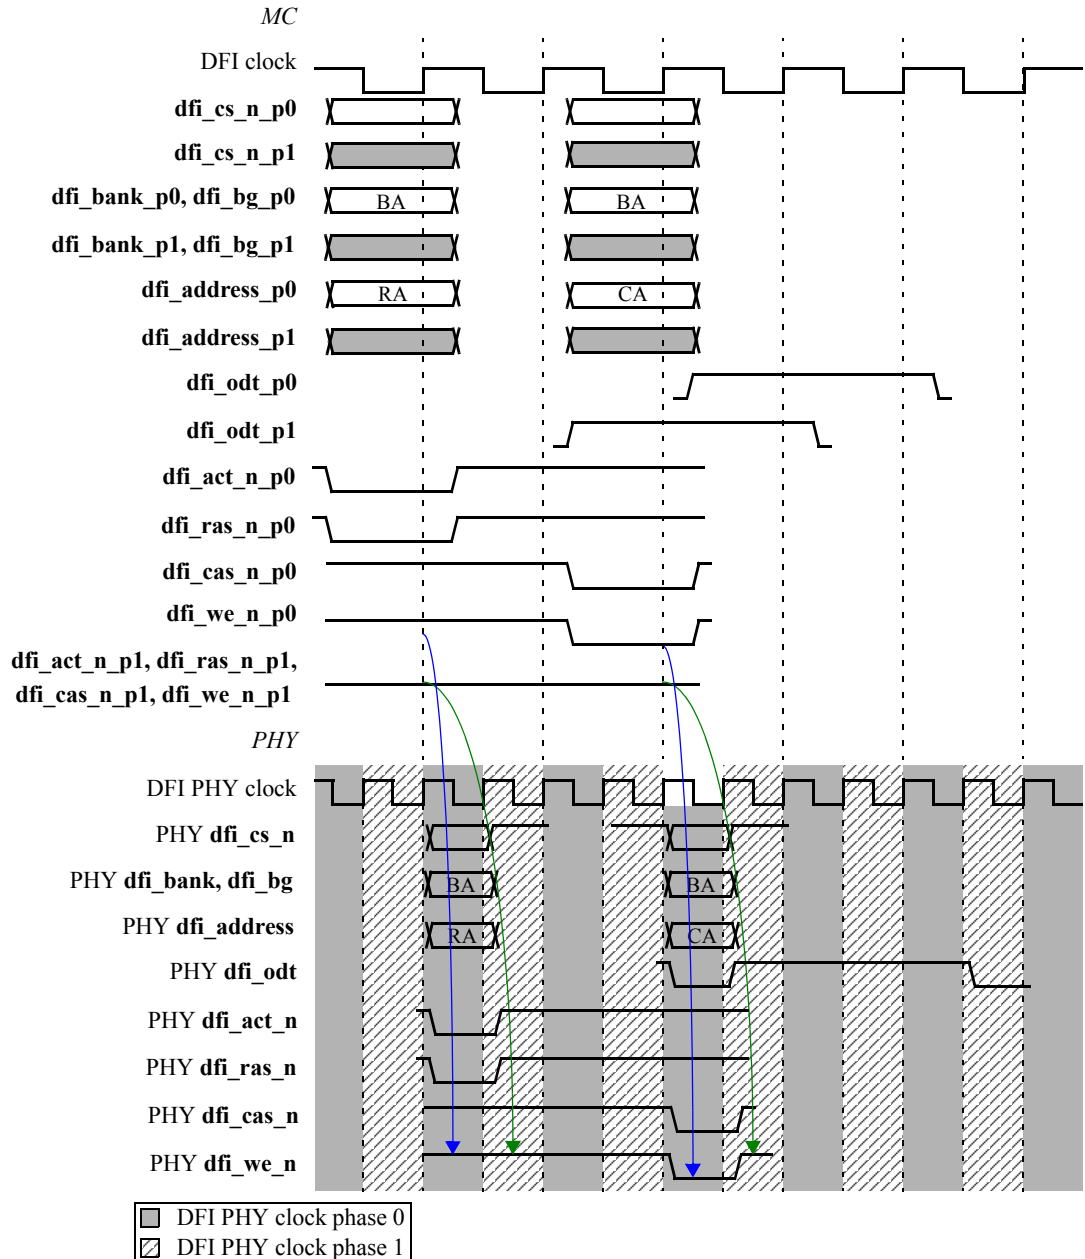 MC
DFI clock
dfi_cs_n_p0
dfi_cs_n_p1
dfi_bank_p0, dfi_bg_p0 BA BA
dfi_bank_p1, dfi_bg_p1
dfi_address_p0 RA CA
dfi_address_p1
dfi_odt_p0
dfi_odt_p1
dfi_act_n_p0
dfi_ras_n_p0
dfi_cas_n_p0
dfi_we_n_p0
dfi_act_n_p1, dfi_ras_n_p1,
dfi_cas_n_p1, dfi_we_n_p1
PHY
DFI PHY clock
PHY dfi_cs_n
PHY dfi_bank, dfi_bg BA BA
PHY dfi_address RA CA
PHY dfi_odt
PHY dfi_act_n
PHY dfi_ras_n
PHY dfi_cas_n
PHY dfi_we_n
DFI PHY clock phase 0
DFI PHY clock phase 1